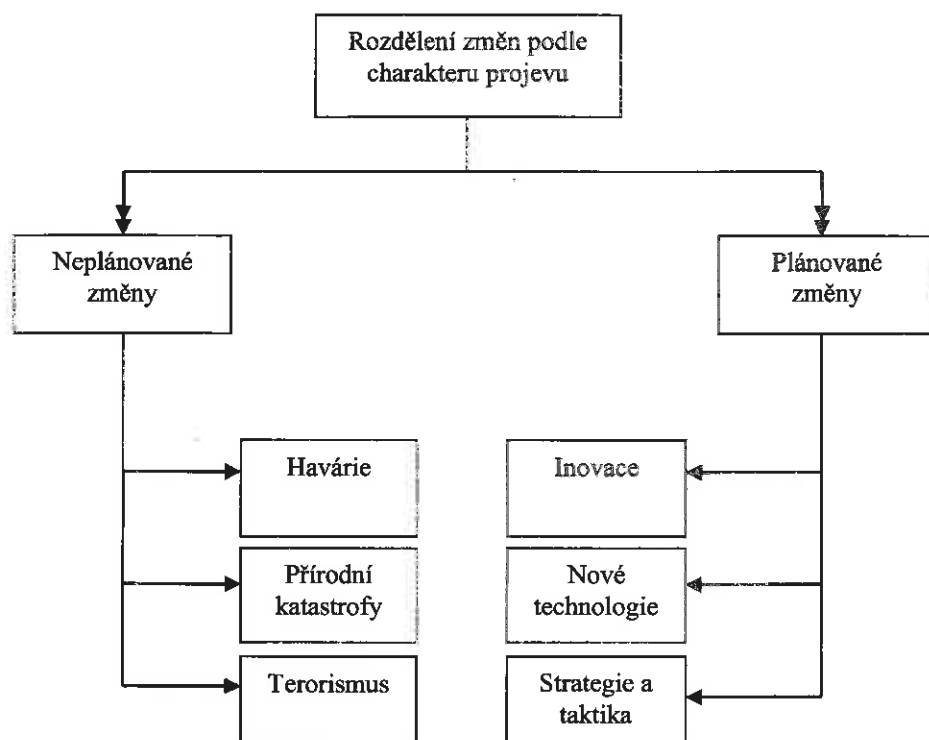 Rozdělení změn podle
charakteru projevu
Neplánované
změny
Plánované
změny
Havárie
Inovace
Přírodní
katastrofy
Nové
technologie
Terorismus
Strategie a
taktika